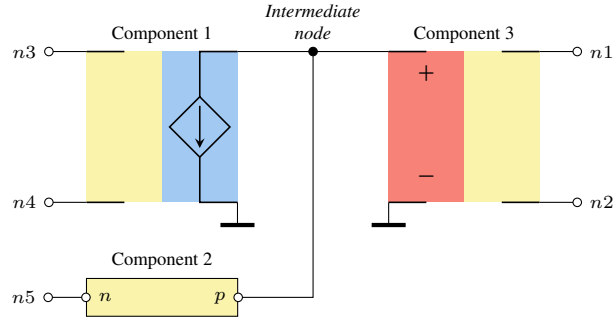 Intermediate
node
Component 1
Component 3
n3
n1
+
−
n4
n2
Component 2
n5
n
p